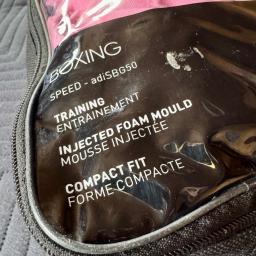 BOXING
SPEED - adiSBG50
TRAINING
ENTRAINEMENT
INJECTED FOAM MOULD
MOUSSE INJECTÉE
COMPACT FIT
FORME COMPACTE